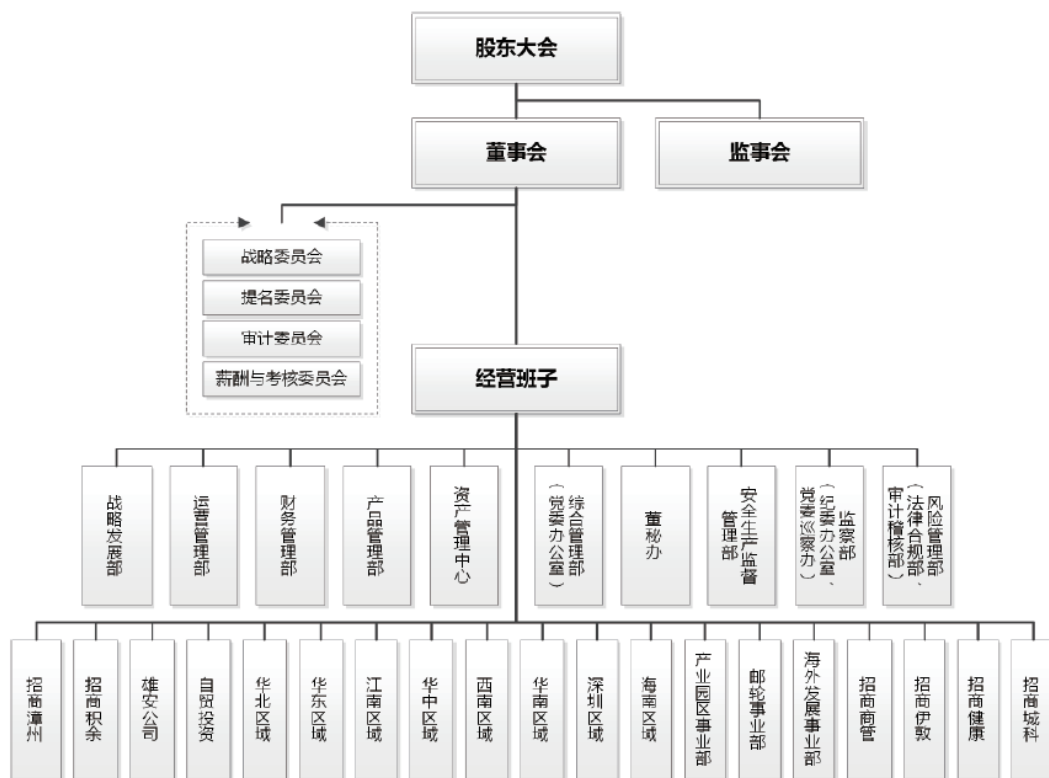 股东大会
董事会
监事会
战略委员会
提名委员会
审计委员会
薪酬与考核委员会
经营班子
战略发展部
运营管理部
财务管理部
产品管理部
资产管理中心
综合管理部
（党委办公室）
董秘办
安全生产监督
管理部
监察部
（纪委办公室、
党委巡察办）
风险管理部
（法律合规部、
审计稽核部）
招商漳州
招商积余
雄安公司
自贸投资
华北区域
华东区域
江南区域
华中区域
西南区域
华南区域
深圳区域
海南区域
产业园区事业部
邮轮事业部
海外发展事业部
招商商管
招商伊敦
招商健康
招商城科